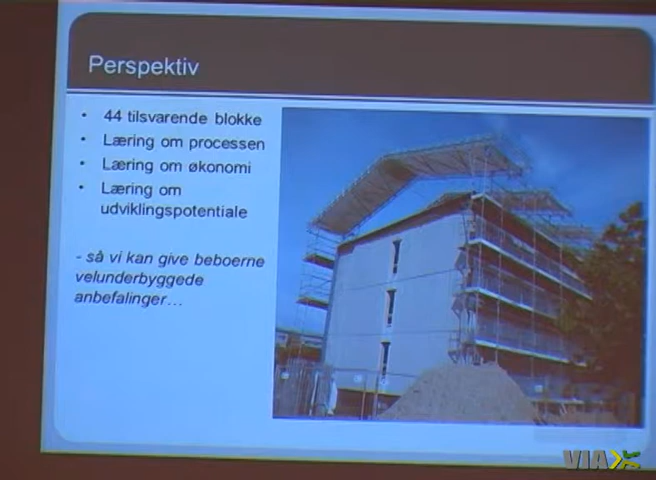 Perspektiv
• 44 tilsvarende blokke
• Læring om processen
• Læring om økonomi
• Læring om
udviklingspotentiale
- så vi kan give beboerne
velunderbyggede
anbefalinger…
VIA